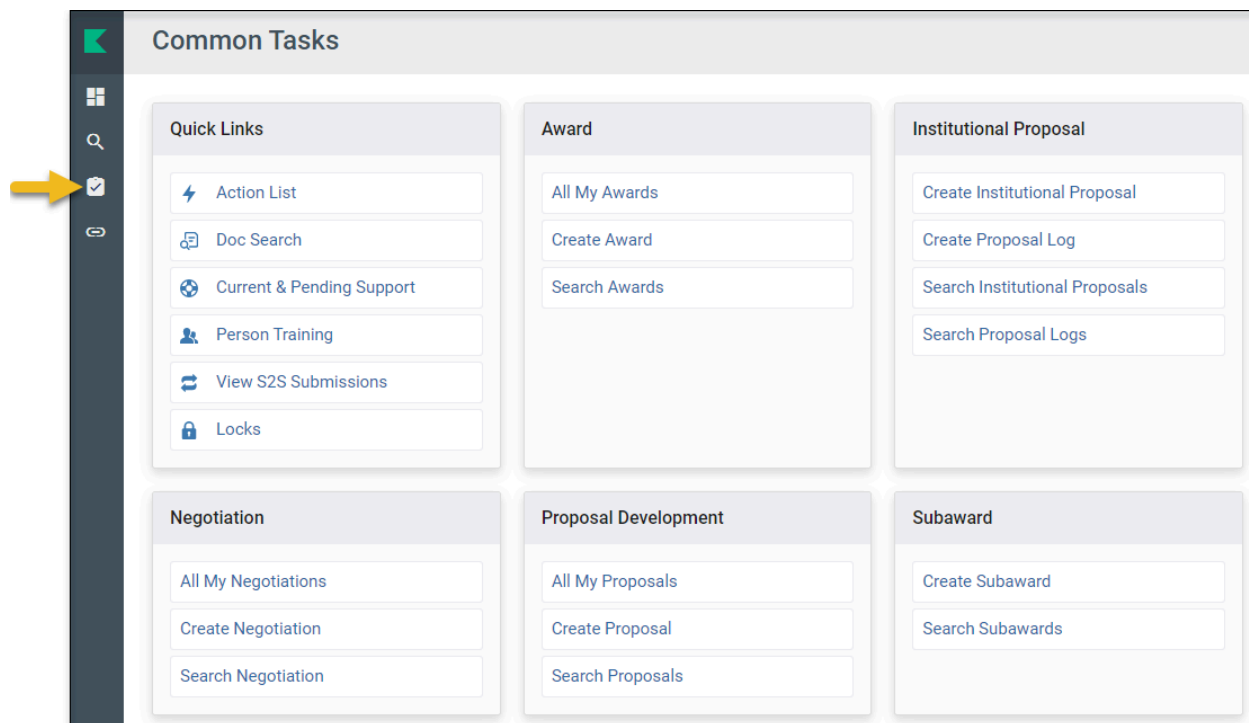 Common Tasks
Quick Links
Action List
Doc Search
Current & Pending Support
Person Training
View S2S Submissions
Locks
Award
All My Awards
Create Award
Search Awards
Institutional Proposal
Create Institutional Proposal
Create Proposal Log
Search Institutional Proposals
Search Proposal Logs
Negotiation
All My Negotiations
Create Negotiation
Search Negotiation
Proposal Development
All My Proposals
Create Proposal
Search Proposals
Subaward
Create Subaward
Search Subawards